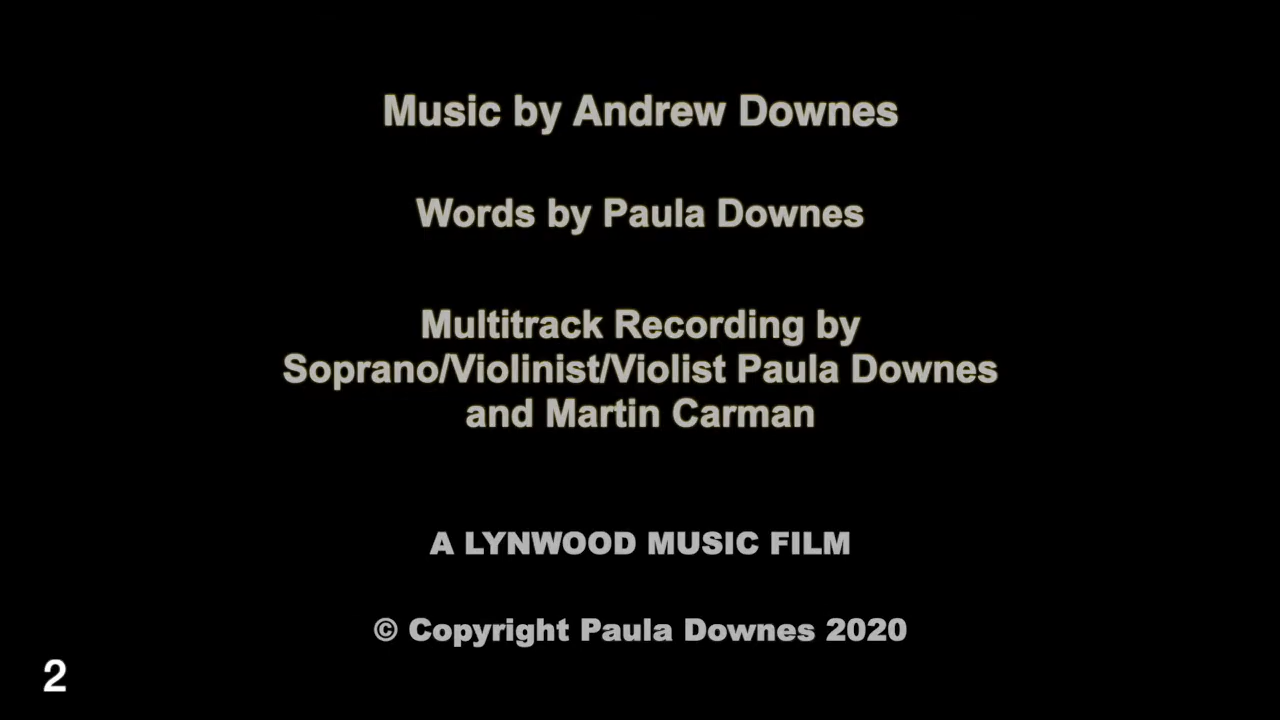 Music by Andrew Downes
Words by Paula Downes
Multitrack Recording by
Soprano/Violinist/Violist Paula Downes
and Martin Carman
A LYNWOOD MUSIC FILM
© Copyright Paula Downes 2020
2